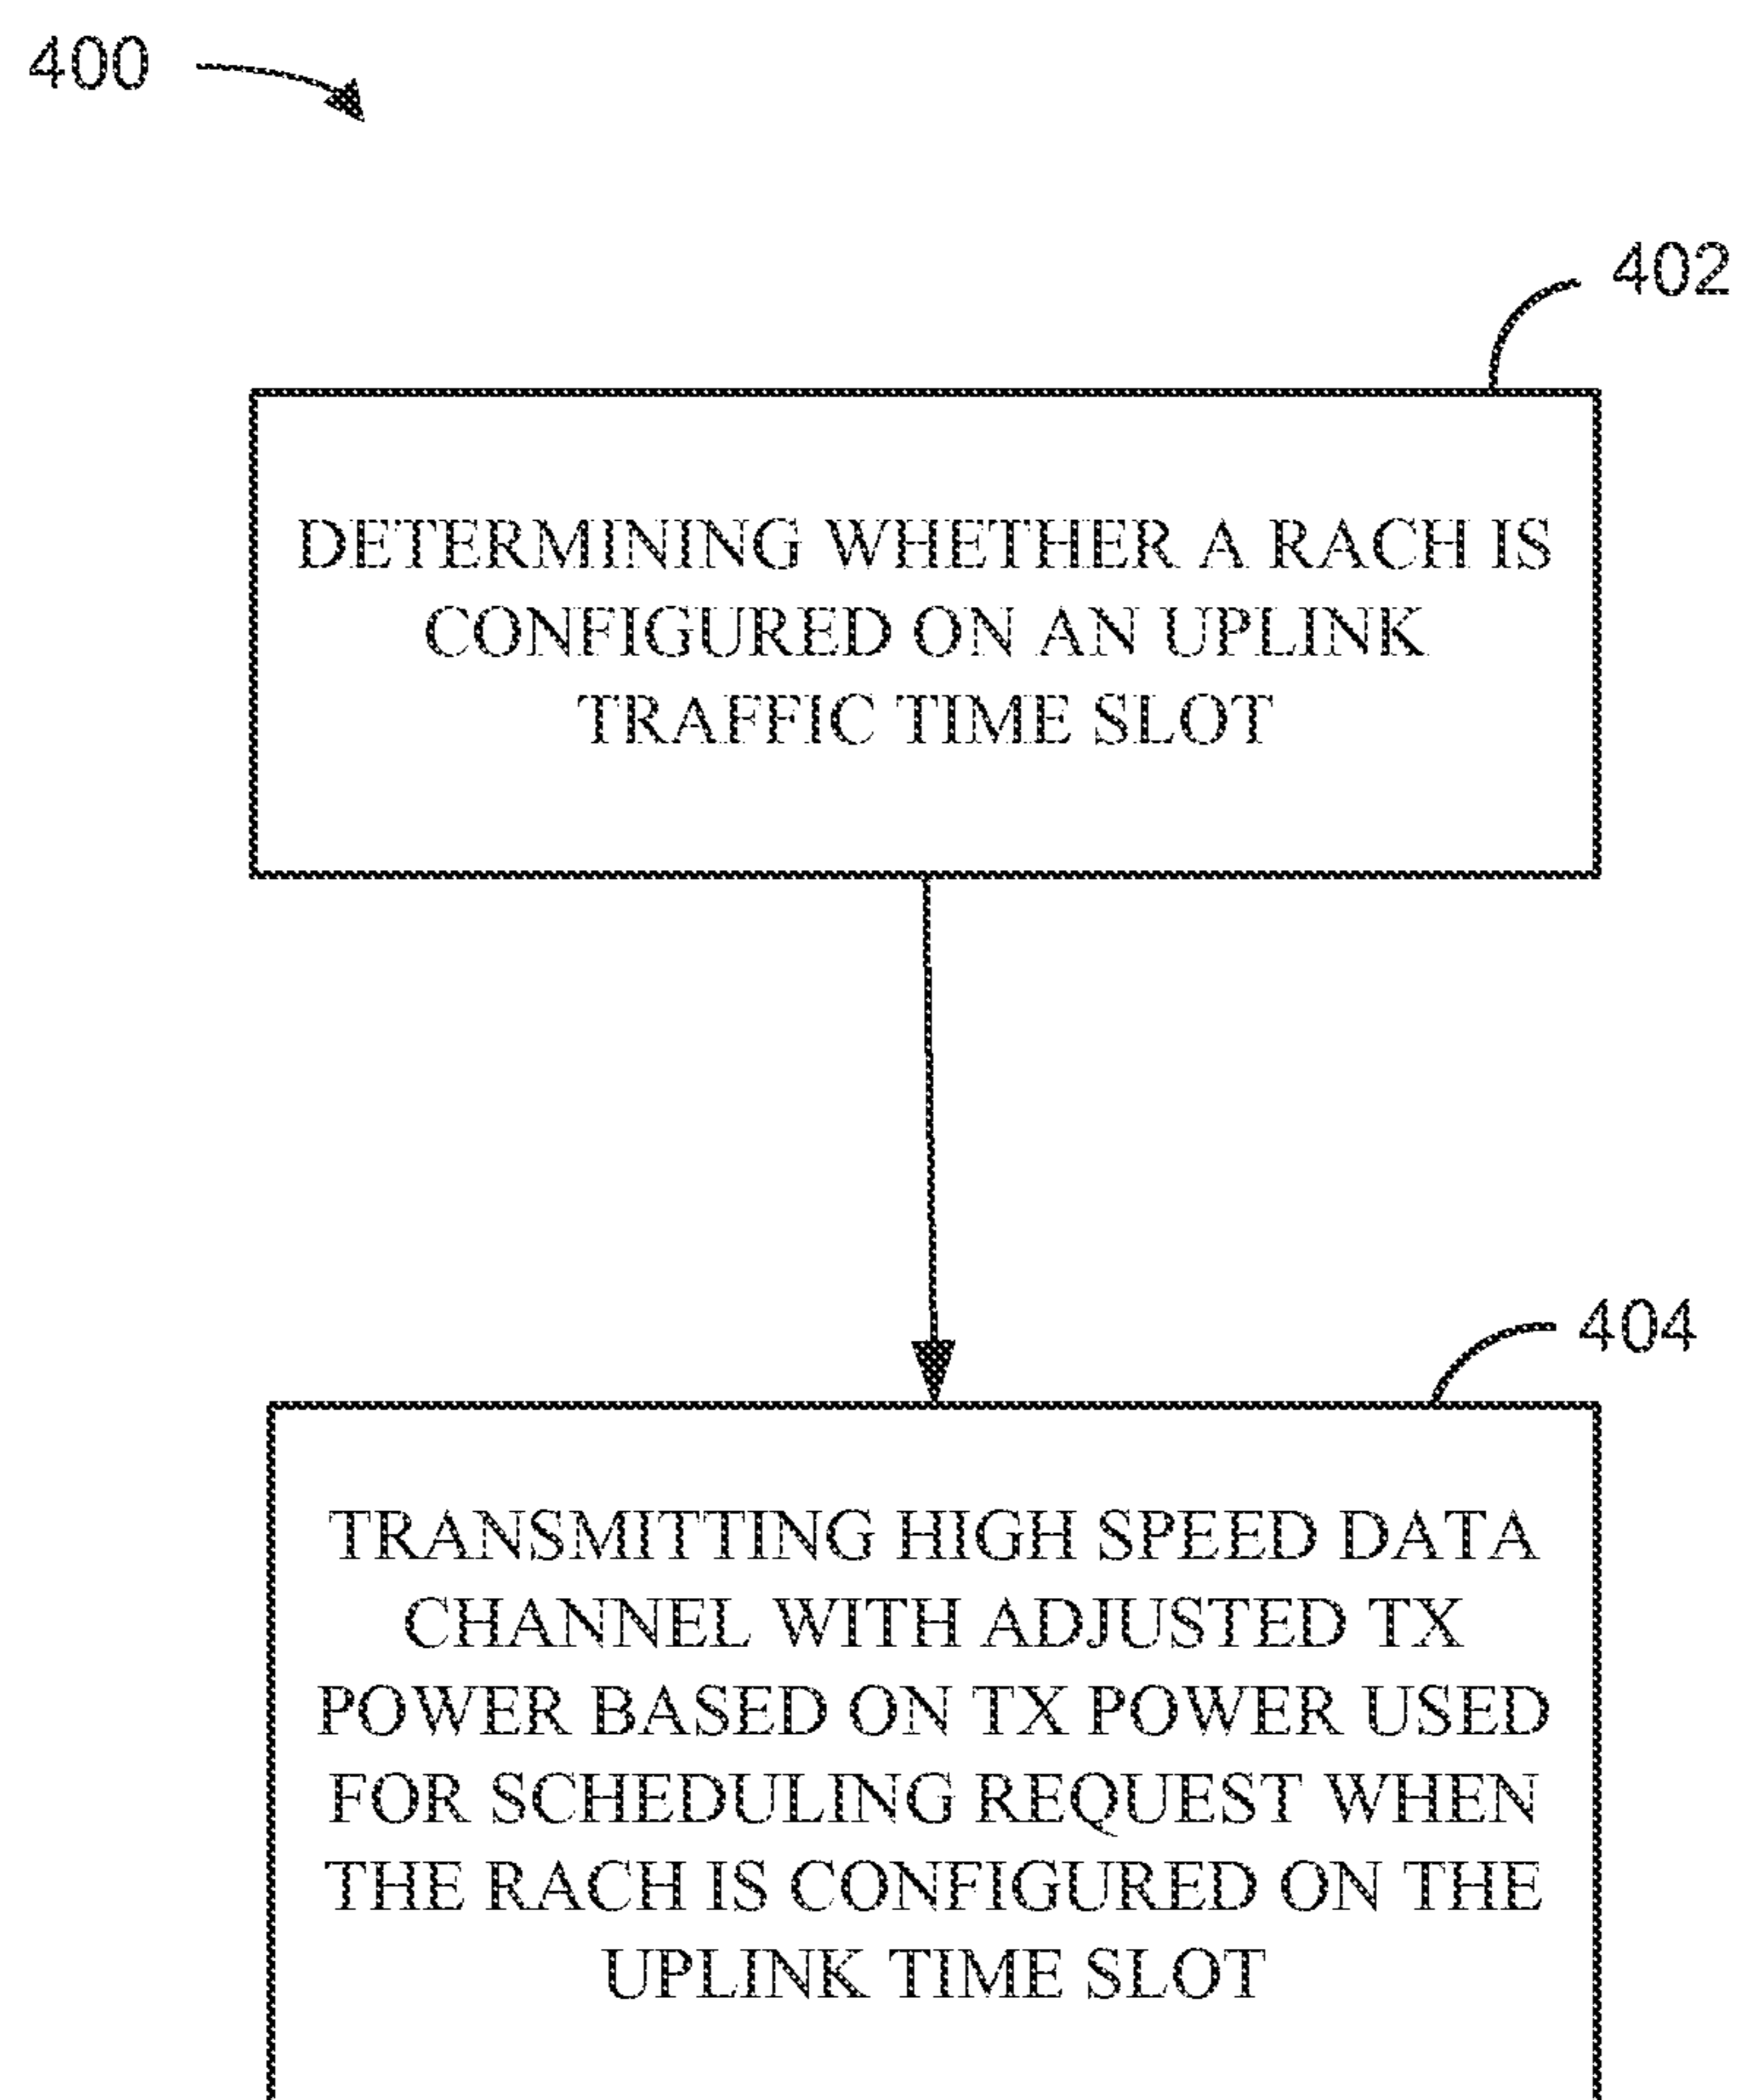 400
402
DETERMINING WHETHER A RACH IS
CONFIGURED ON AN UPLINK
TRAFFIC TIME SLOT
404
TRANSMITTING HIGH SPEED DATA
CHANNEL WITH ADJUSTED TX
POWER BASED ON TX POWER USED
FOR SCHEDULING REQUEST WHEN
THE RACH IS CONFIGURED ON THE
UPLINK TIME SLOT